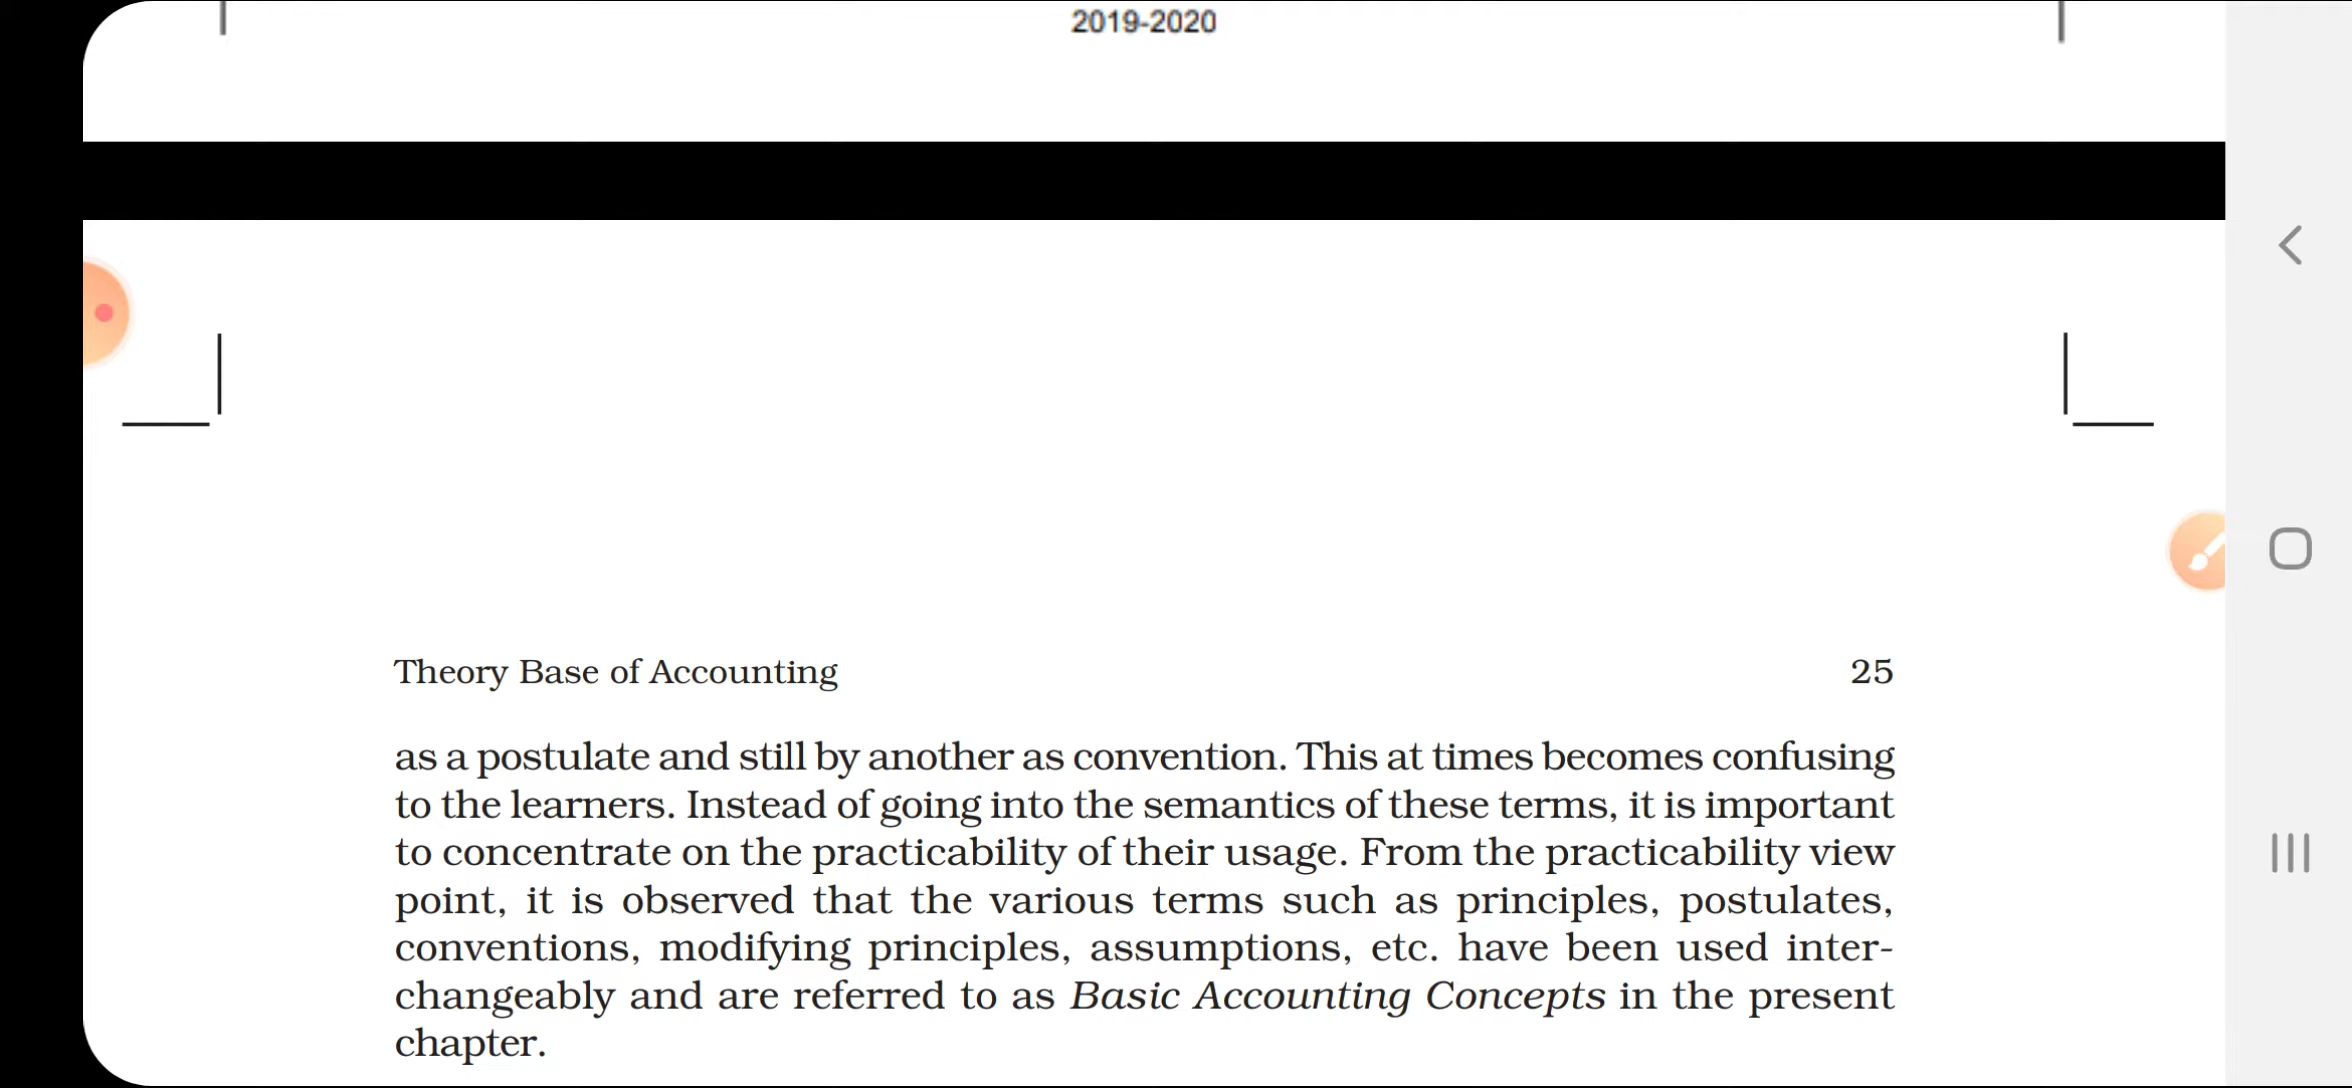 2019-2020
Theory Base of Accounting 25
as a postulate and still by another as convention. This at times becomes confusing
to the learners. Instead of going into the semantics of these terms, it is important
to concentrate on the practicability of their usage. From the practicability view
point, it is observed that the various terms such as principles, postulates,
conventions, modifying principles, assumptions, etc. have been used inter-
changeably and are referred to as Basic Accounting Concepts in the present
chapter.